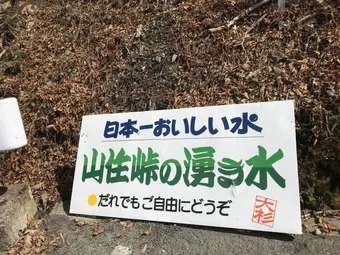 日本一おいしい水
山住峠の湧き水
●だれでもご自由にどうぞ
大杉